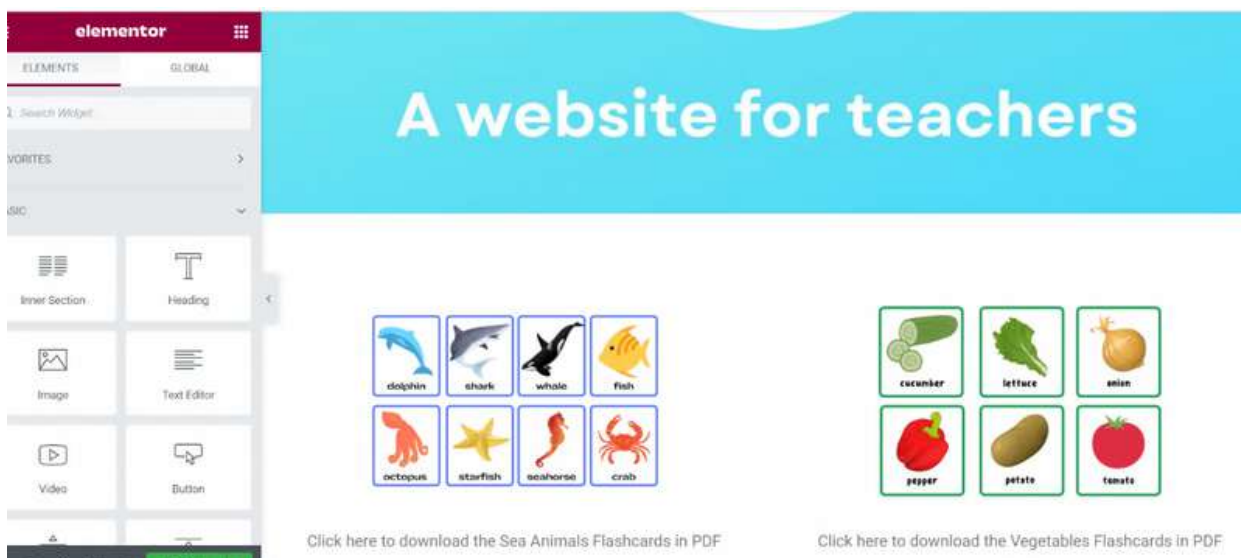 elementor
ELEMENTS GLOBAL
Search Widget
VORITES
ASIC
Inner Section Heading
Image Text Editor
Video Button
A website for teachers
dolphin shark whale fish
octopus starfish seahorse crab
cucumber lettuce onion
pepper potato tomato
Click here to download the Sea Animals Flashcards in PDF
Click here to download the Vegetables Flashcards in PDF